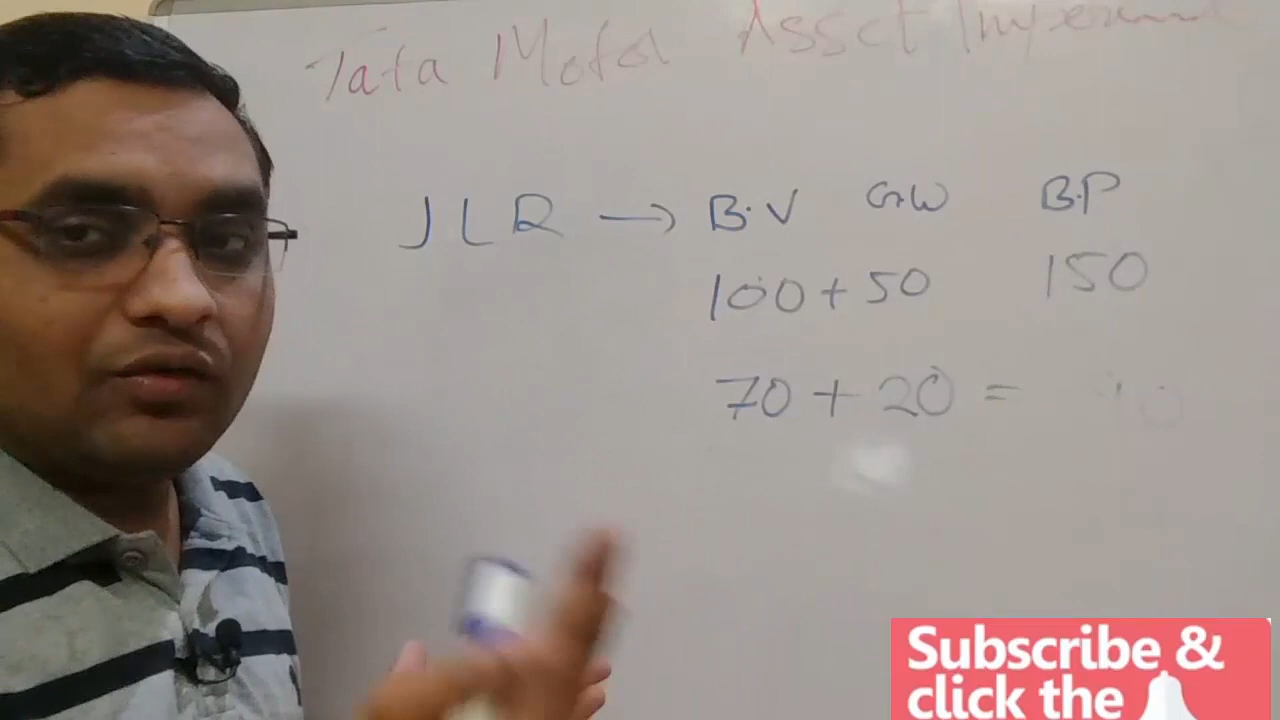 Tata Motor Asset
JLR → B.V GW B.P
100 + 50 150
70 + 20 =
Subscribe &
click the